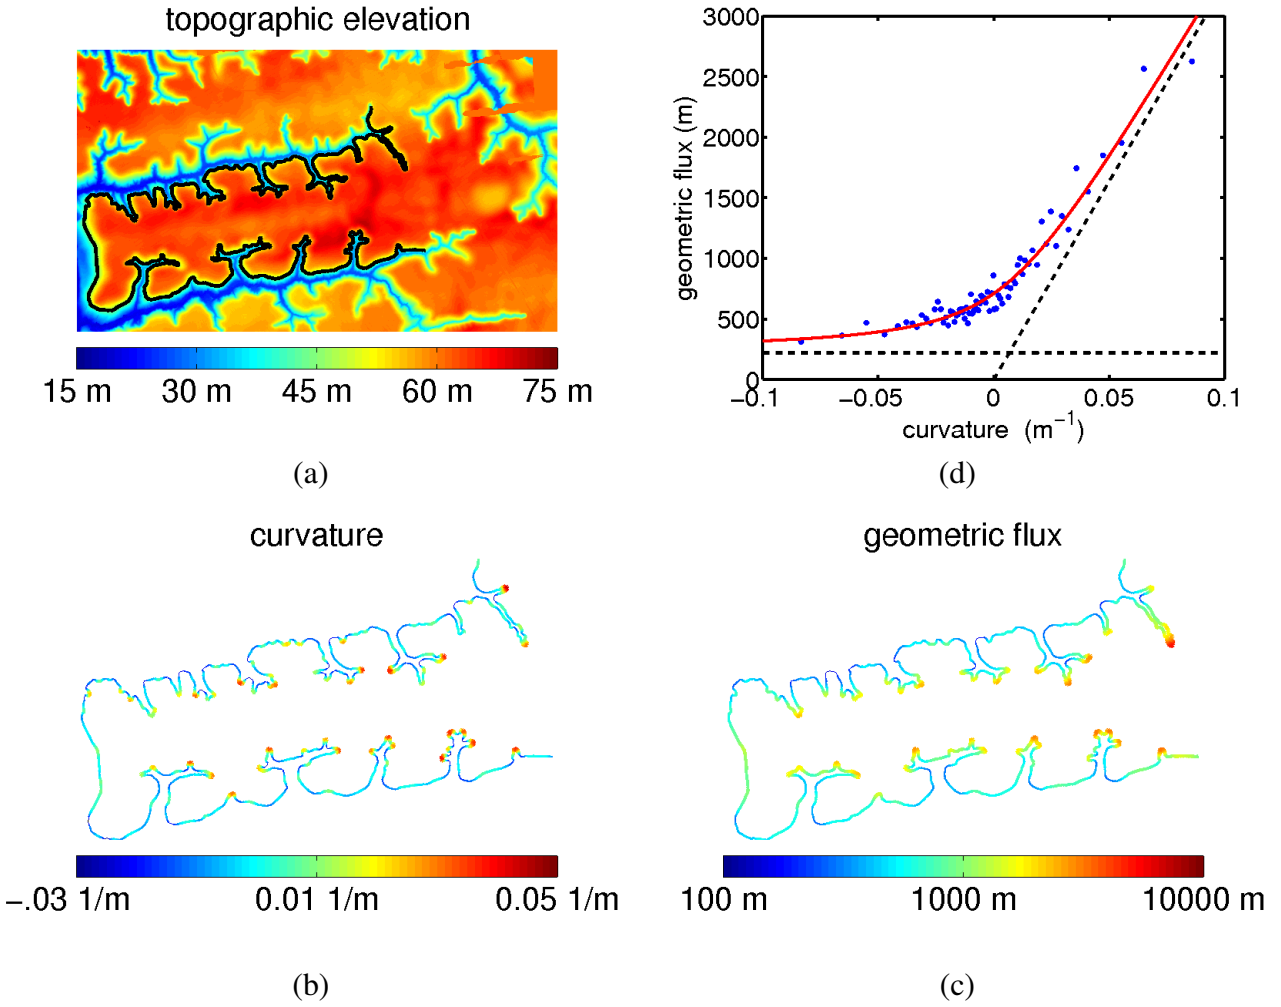 topographic elevation
15 m 30 m 45 m 60 m 75 m
(a)
3000
2500
2000
1500
1000
500
0
geometric flux (m)
−0.1 −0.05 0 0.05 0.1
curvature (m⁻¹)
(d)
curvature
−.03 1/m 0.01 1/m 0.05 1/m
(b)
geometric flux
100 m 1000 m 10000 m
(c)